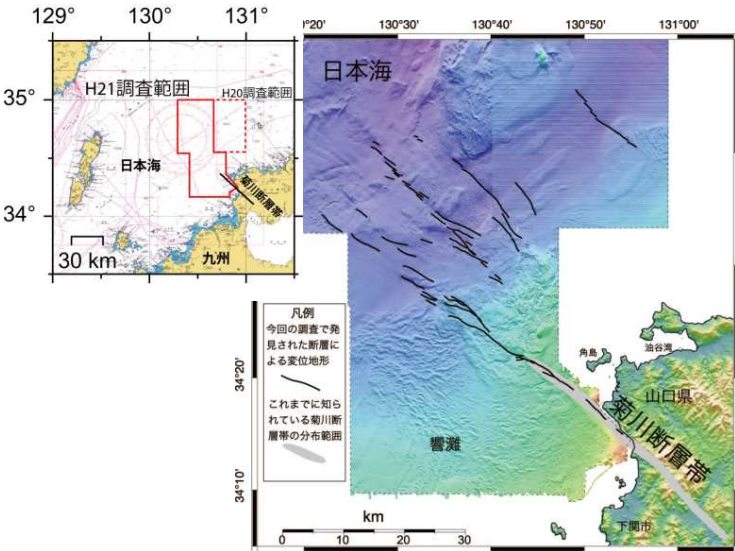 129°
130°
131°
35°
34°
H21調査範囲
H20調査範囲
日本海
菊川断層帯
九州
30 km
°20'
130°30'
130°40'
130°50'
131°00'
日本海
凡例
今回の調査で発
見された断層に
よる変位地形
これまでに知ら
れている菊川断
層帯の分布範囲
34°20'
34°10'
角島
油谷湾
山口県
菊川断層帯
響灘
下関市
km
0
10
20
30